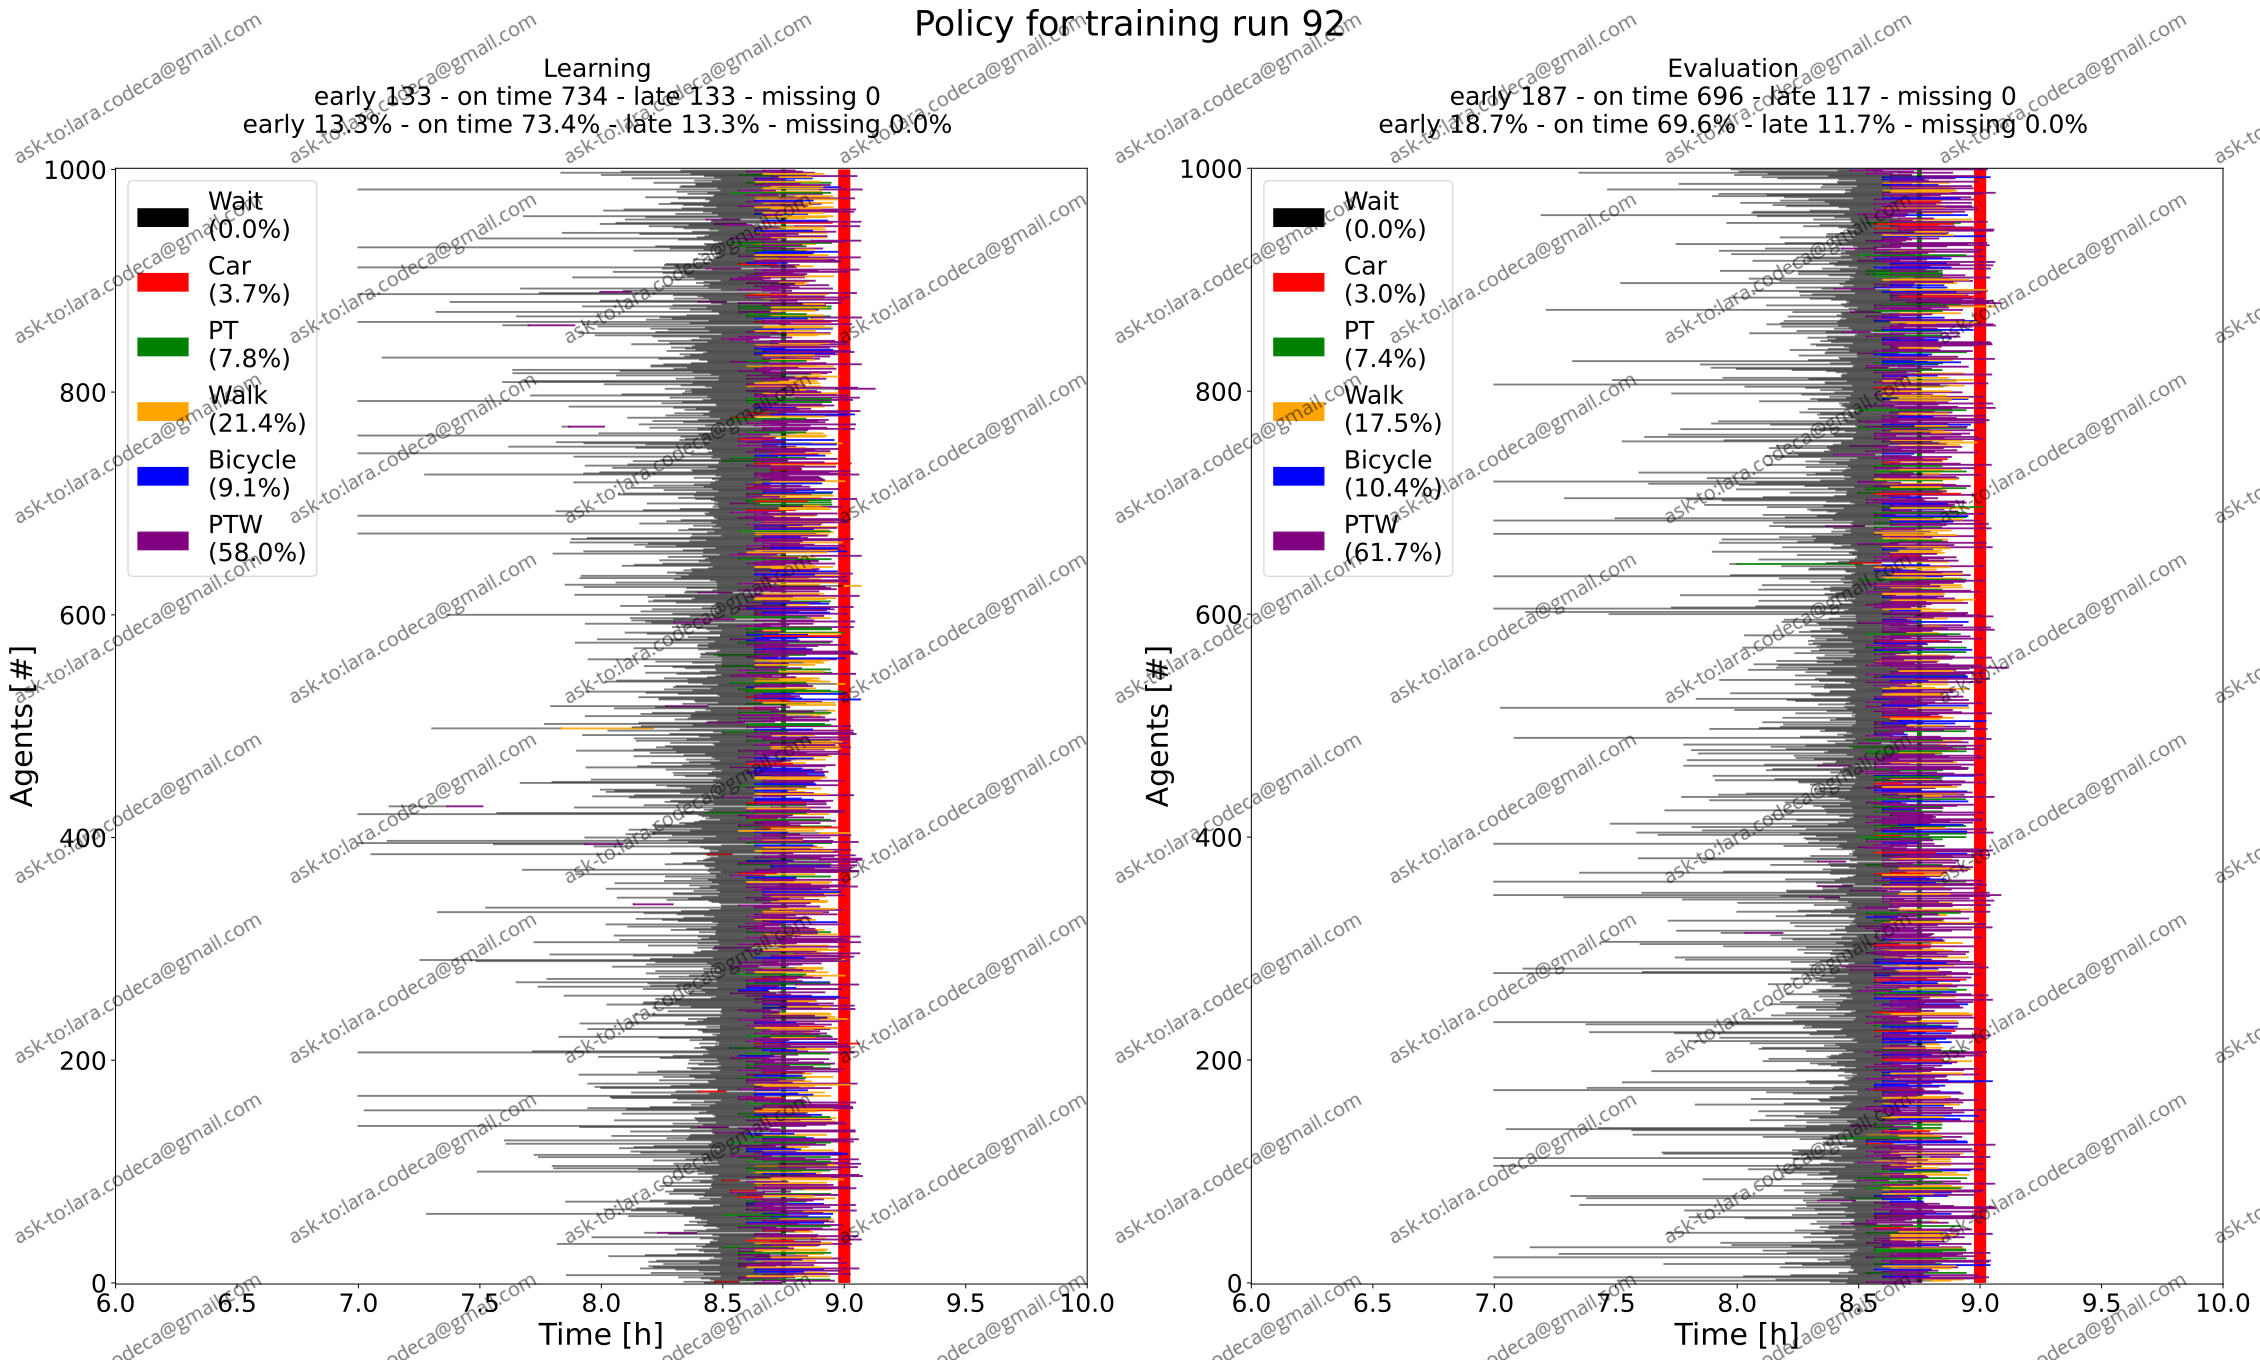 Policy for training run 92
Learning
early 133 - on time 734 - late 133 - missing 0
early 13.3% - on time 73.4% - late 13.3% - missing 0.0%
Evaluation
early 187 - on time 696 - late 117 - missing 0
early 18.7% - on time 69.6% - late 11.7% - missing 0.0%
Agents [#]
1000
800
600
400
200
0
Wait
(0.0%)
Car
(3.7%)
PT
(7.8%)
Walk
(21.4%)
Bicycle
(9.1%)
PTW
(58.0%)
6.0 6.5 7.0 7.5 8.0 8.5 9.0 9.5 10.0
Time [h]
Agents [#]
1000
800
600
400
200
0
Wait
(0.0%)
Car
(3.0%)
PT
(7.4%)
Walk
(17.5%)
Bicycle
(10.4%)
PTW
(61.7%)
6.0 6.5 7.0 7.5 8.0 8.5 9.0 9.5 10.0
Time [h]
ask-to:lara.codeca@gmail.com